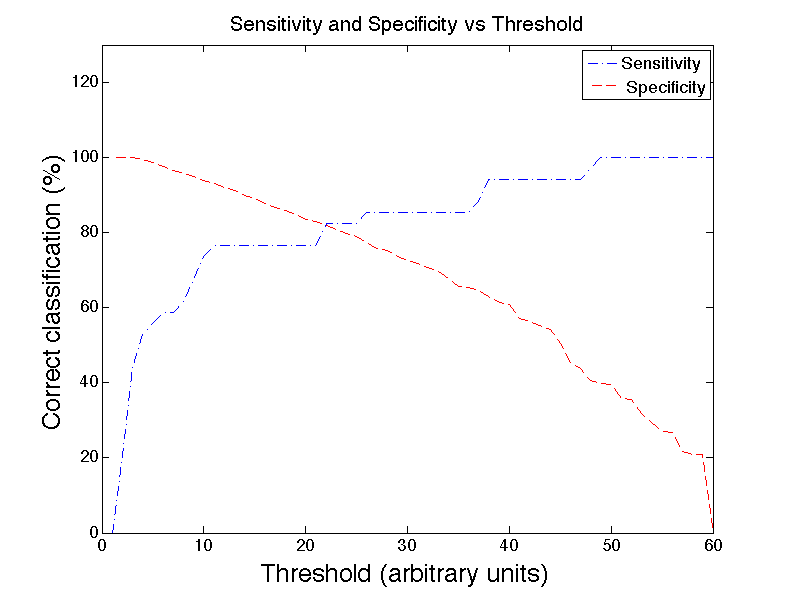 Sensitivity and Specificity vs Threshold
Sensitivity
Specificity
Correct classification (%)
120
100
80
60
40
20
0
0 10 20 30 40 50 60
Threshold (arbitrary units)